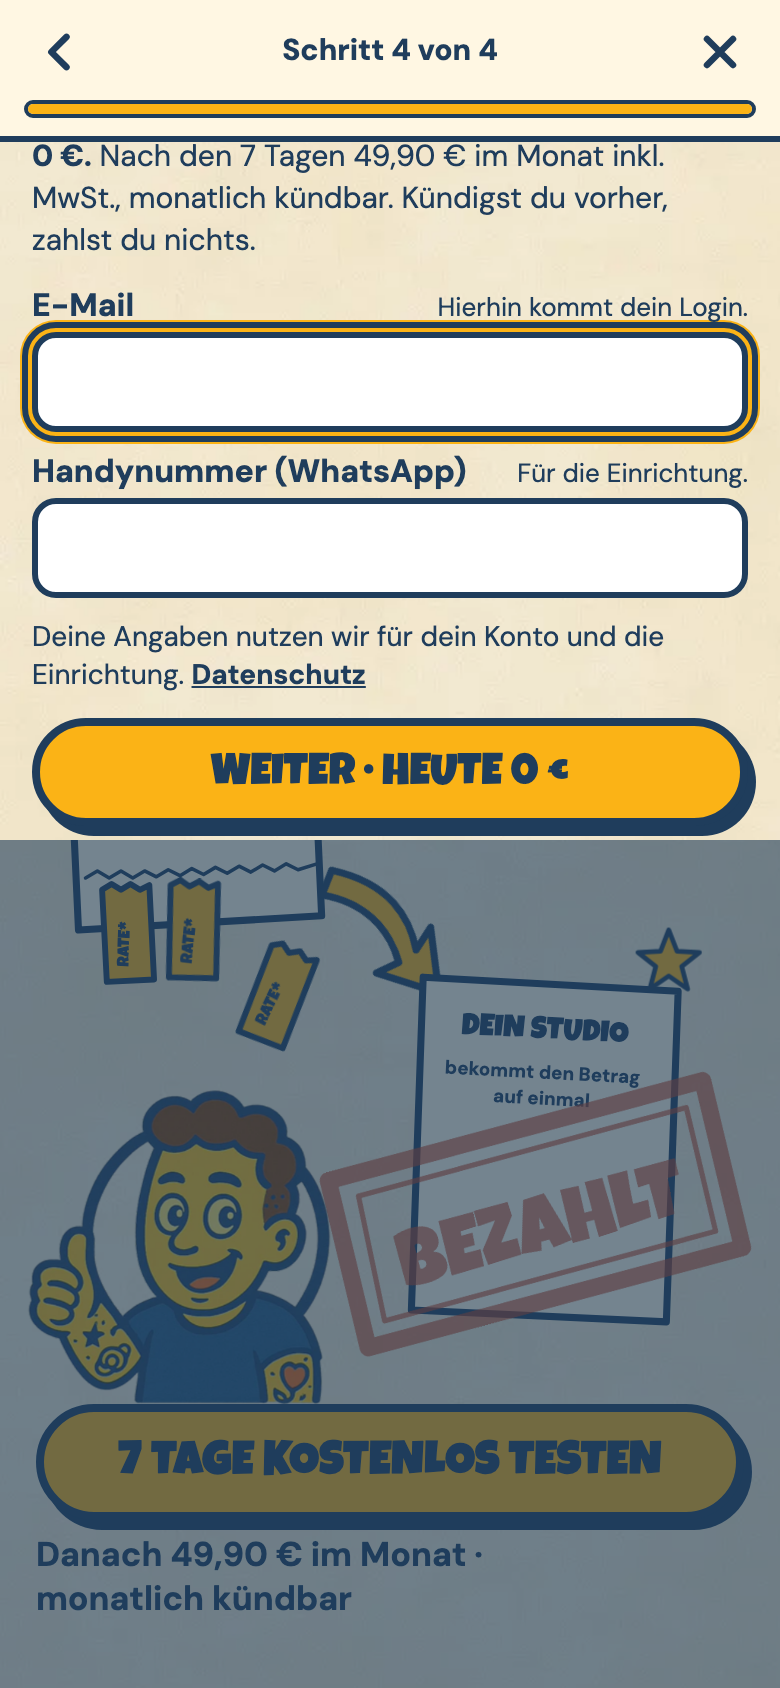 Schritt 4 von 4
0 €. Nach den 7 Tagen 49,90 € im Monat inkl.
MwSt., monatlich kündbar. Kündigst du vorher,
zahlst du nichts.
E-Mail
Hierhin kommt dein Login.
Handynummer (WhatsApp)
Für die Einrichtung.
Deine Angaben nutzen wir für dein Konto und die
Einrichtung. Datenschutz
WEITER · HEUTE 0 €
RATE*
RATE*
RATE*
DEIN STUDIO
bekommt den Betrag
auf einmal
BEZAHLT
7 TAGE KOSTENLOS TESTEN
Danach 49,90 € im Monat ·
monatlich kündbar